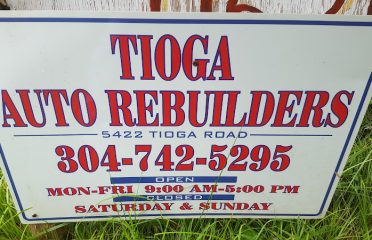 TIOGA
AUTO REBUILDERS
5422 TIOGA ROAD
304-742-5295
OPEN
MON-FRI 9:00 AM-5:00 PM
CLOSED
SATURDAY & SUNDAY